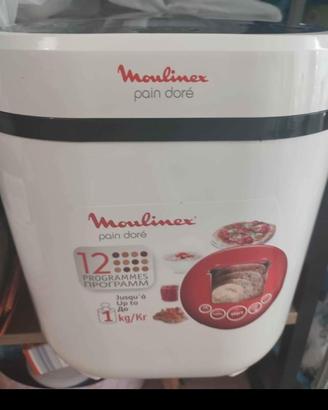 Moulinex
pain doré
Moulinex
pain doré
12
PROGRAMMES
ПРОГРАММ
Jusqu'à
Up to
До
1 kg/Кг